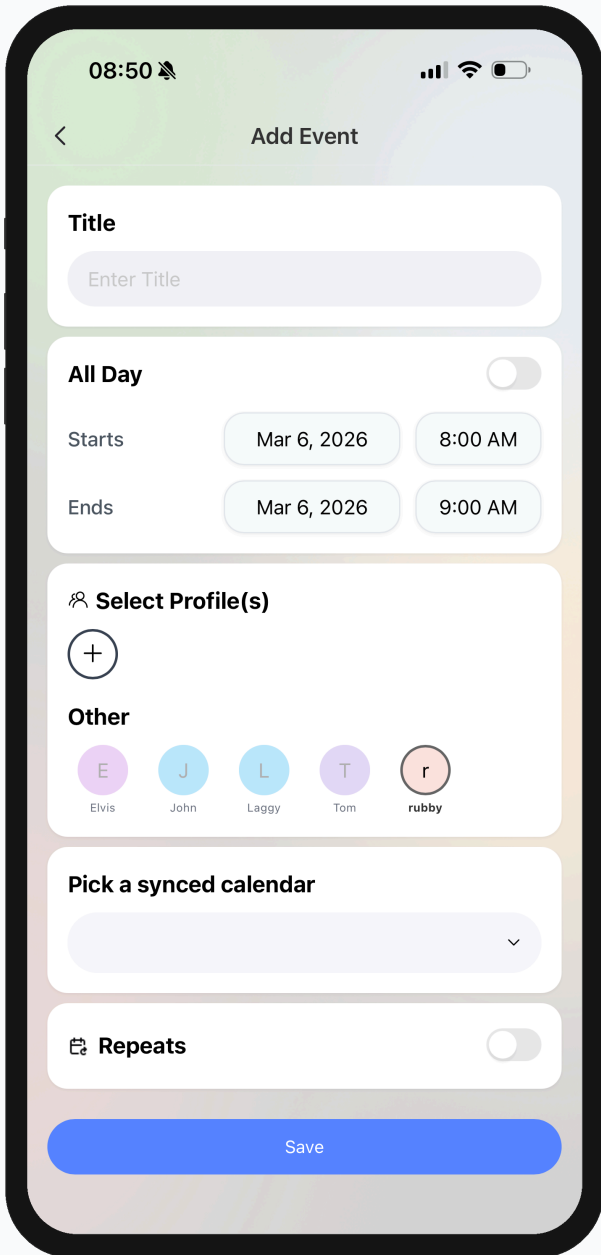 08:50
Add Event
Title
Enter Title
All Day
Starts Mar 6, 2026 8:00 AM
Ends Mar 6, 2026 9:00 AM
Select Profile(s)
Other
E J L T r
Elvis John Laggy Tom rubby
Pick a synced calendar
Repeats
Save